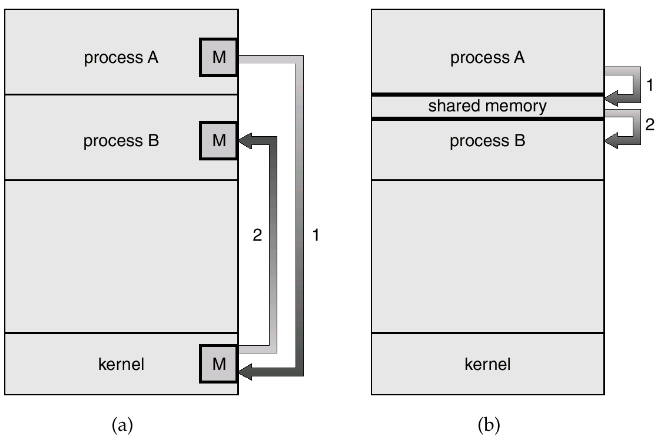 process A
M
process B
M
2
1
kernel
M
(a)
process A
1
shared memory
2
process B
kernel
(b)